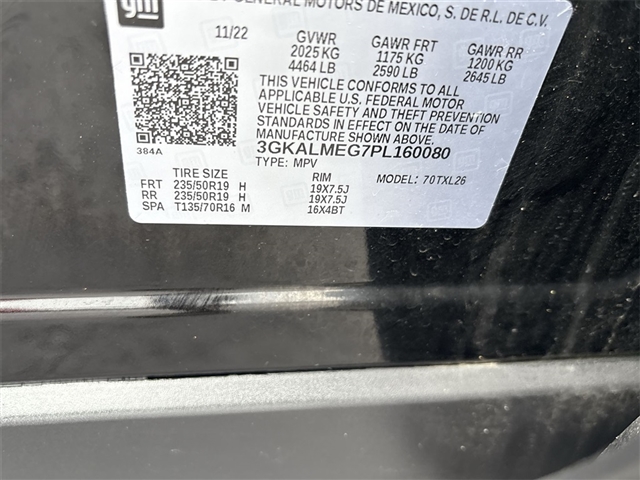 gm
GENERAL MOTORS DE MEXICO, S. DE R.L. DE C.V.
11/22 GVWR GAWR FRT GAWR RR
2025 KG 1175 KG 1200 KG
4464 LB 2590 LB 2645 LB
THIS VEHICLE CONFORMS TO ALL
APPLICABLE U.S. FEDERAL MOTOR
VEHICLE SAFETY AND THEFT PREVENTION
STANDARDS IN EFFECT ON THE DATE OF
MANUFACTURE SHOWN ABOVE.
384A 3GKALMEG7PL160080
TYPE: MPV MODEL: 70TXL26
TIRE SIZE RIM
FRT 235/50R19 H 19X7.5J
RR 235/50R19 H 19X7.5J
SPA T135/70R16 M 16X4BT